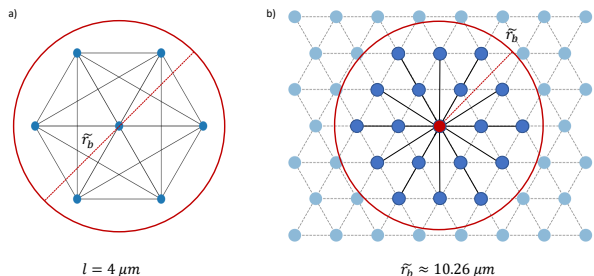 a)
b)
r̃_b
r̃_b
l = 4 μm
r̃_b ≈ 10.26 μm